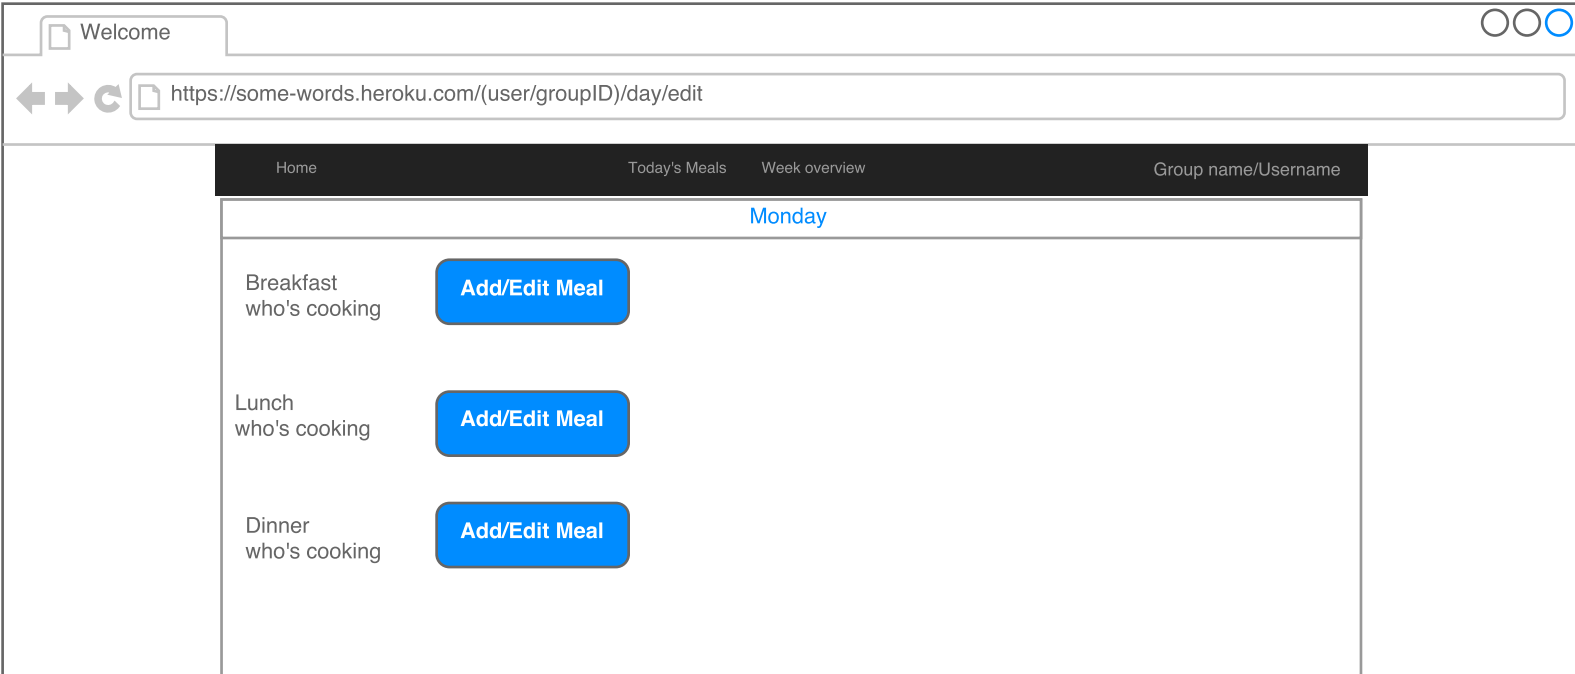 Welcome
https://some-words.heroku.com/(user/groupID)/day/edit
Home Today's Meals Week overview Group name/Username
Monday
Breakfast
who's cooking
Add/Edit Meal
Lunch
who's cooking
Add/Edit Meal
Dinner
who's cooking
Add/Edit Meal